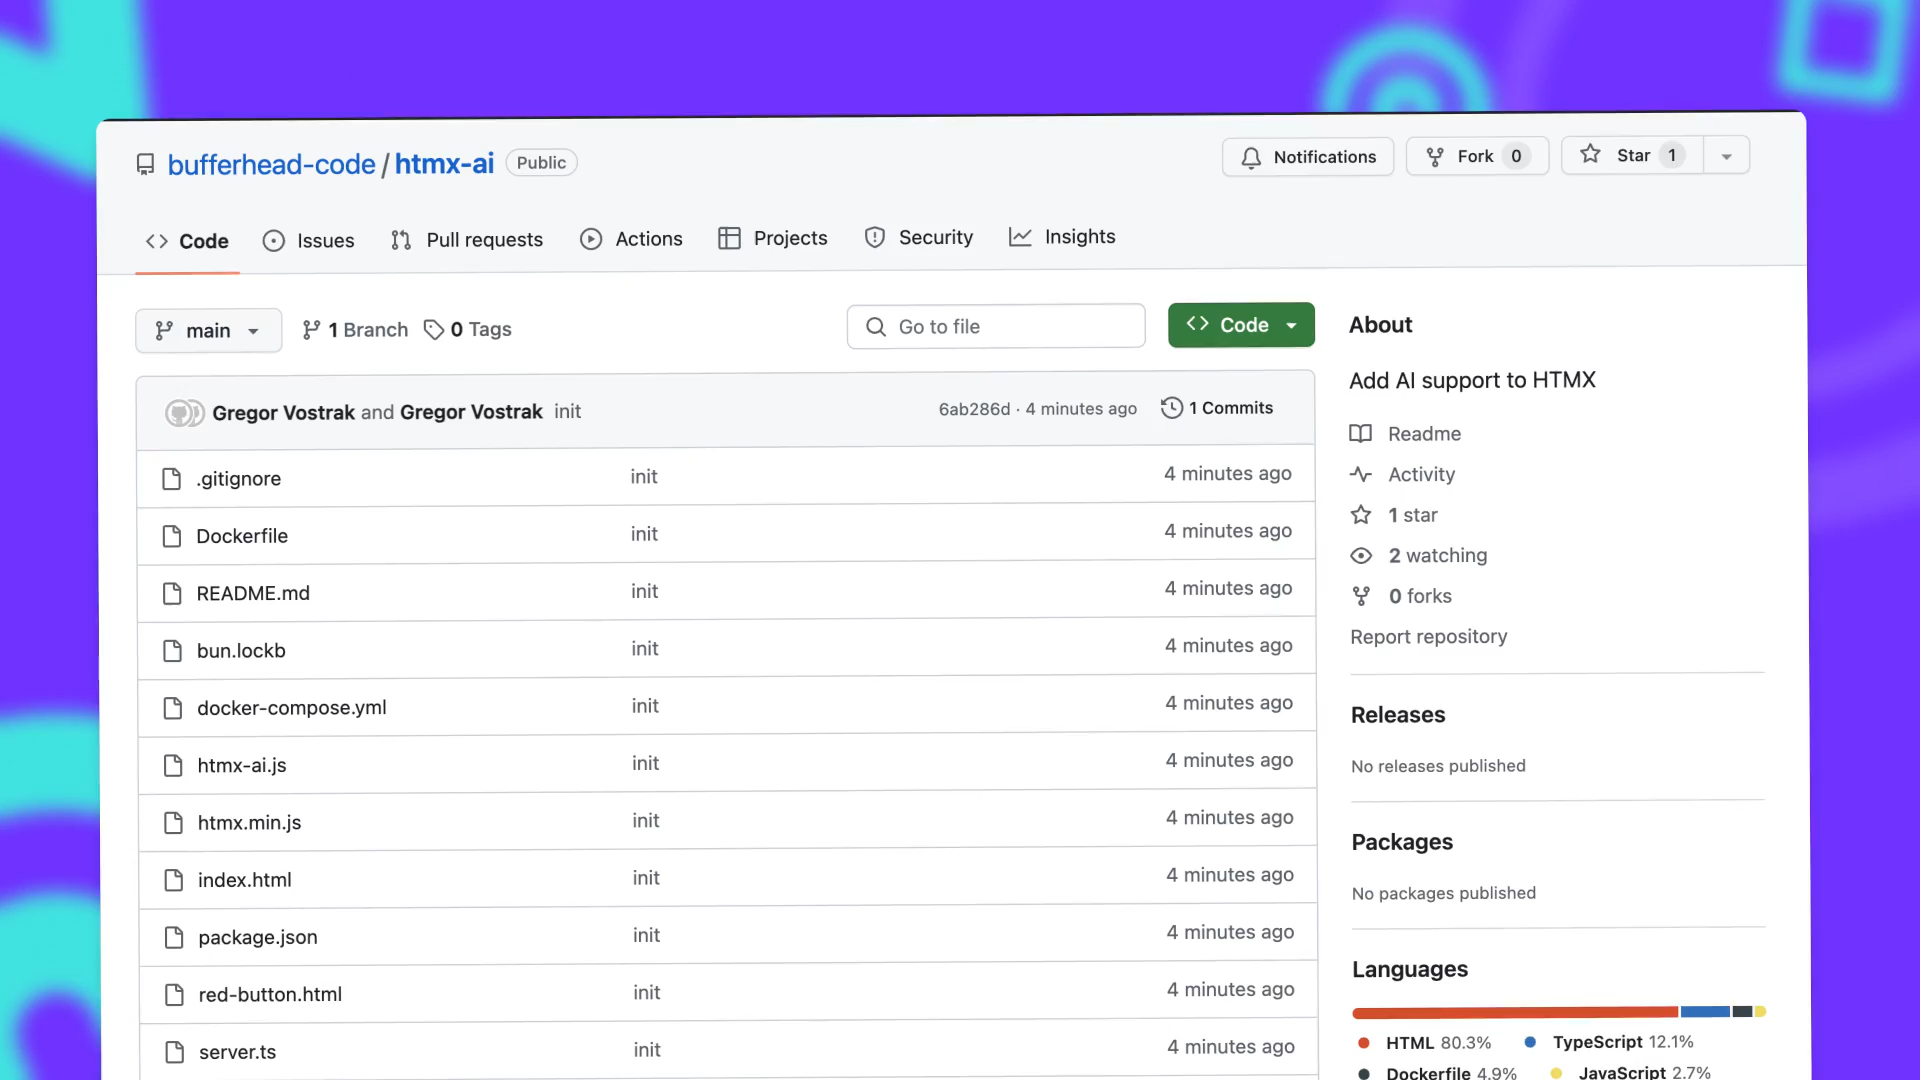 bufferhead-code / htmx-ai Public
Notifications Fork 0 Star 1
Code Issues Pull requests Actions Projects Security Insights
main 1 Branch 0 Tags Go to file Code
Gregor Vostrak and Gregor Vostrak init 6ab286d · 4 minutes ago 1 Commits
.gitignore init 4 minutes ago
Dockerfile init 4 minutes ago
README.md init 4 minutes ago
bun.lockb init 4 minutes ago
docker-compose.yml init 4 minutes ago
htmx-ai.js init 4 minutes ago
htmx.min.js init 4 minutes ago
index.html init 4 minutes ago
package.json init 4 minutes ago
red-button.html init 4 minutes ago
server.ts init 4 minutes ago
About
Add AI support to HTMX
Readme
Activity
1 star
2 watching
0 forks
Report repository
Releases
No releases published
Packages
No packages published
Languages
HTML 80.3% TypeScript 12.1%
Dockerfile 4.9% JavaScript 2.7%